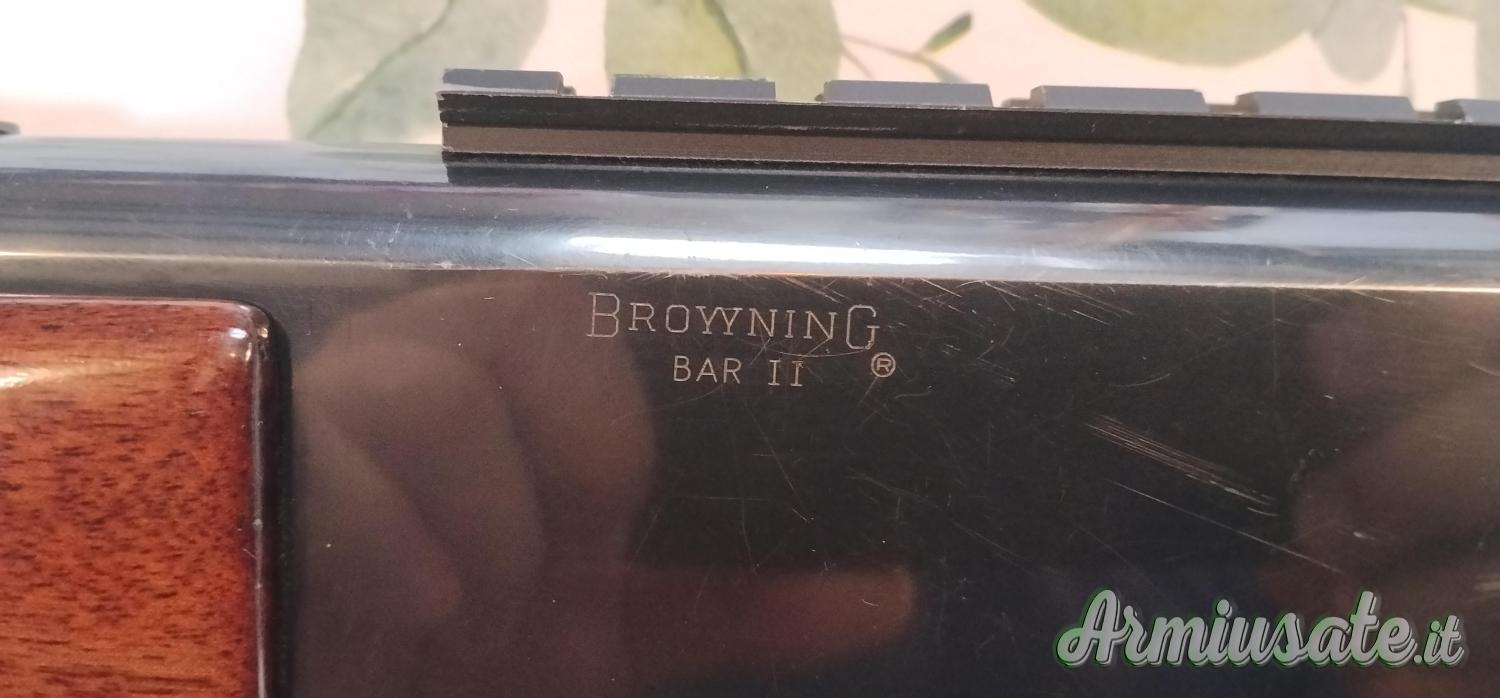 BROWNING
BAR II ®
Armiusate.it